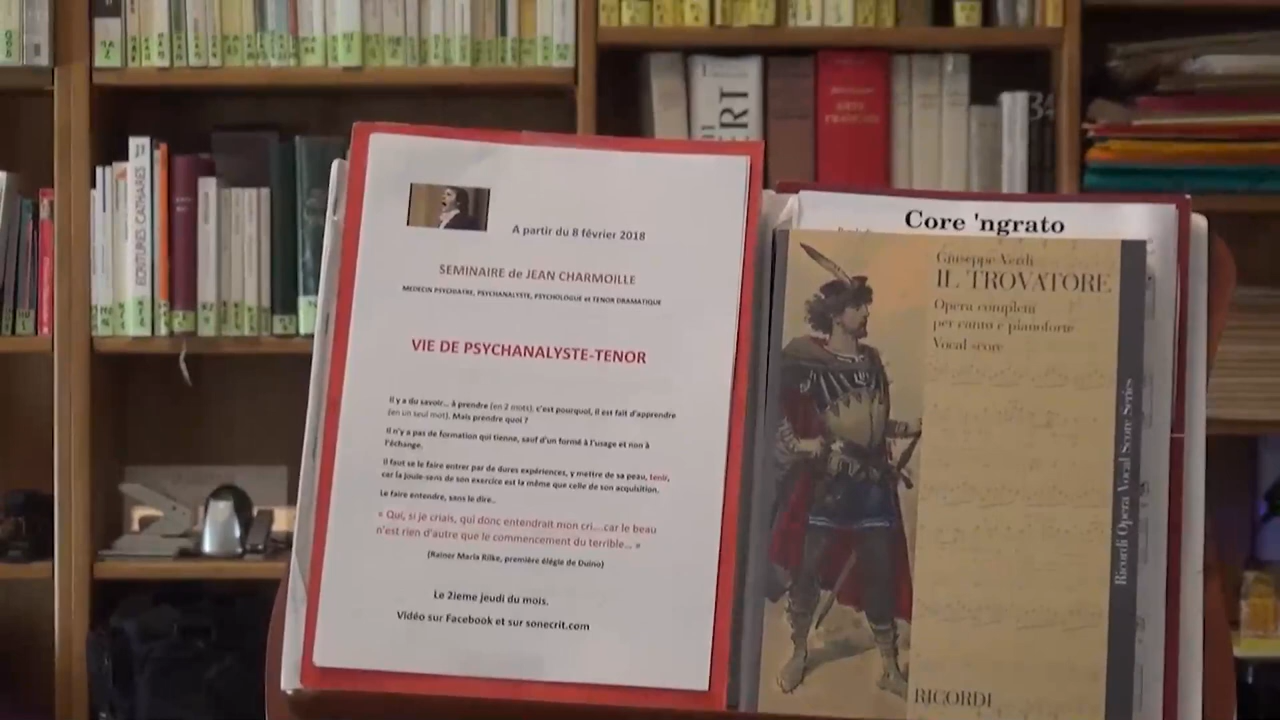 ECRITURES CATHARES
A partir du 8 février 2018
SEMINAIRE de JEAN CHARMOILLE
MEDECIN PSYCHIATRE, PSYCHANALYSTE, PSYCHOLOGUE et TENOR DRAMATIQUE
VIE DE PSYCHANALYSTE-TENOR
Il y a du savoir... à prendre (en 2 mots), c'est pourquoi, il est fait d'apprendre
(en un seul mot). Mais prendre quoi ?
Il n'y a pas de formation qui tienne, sauf d'un formé à l'usage et non à
l'échange.
Il faut se le faire entrer par de dures expériences, y mettre de sa peau, tenir,
car la jouie-sens de son exercice est la même que celle de son acquisition.
Le faire entendre, sans le dire..
« Qui, si je criais, qui donc entendrait mon cri....car le beau
n'est rien d'autre que le commencement du terrible... »
(Rainer Maria Rilke, première élégie de Duino)
Le 2ieme jeudi du mois.
Vidéo sur Facebook et sur sonecrit.com
Core 'ngrato
Giuseppe Verdi
IL TROVATORE
Opera completa
per canto e pianoforte
Vocal score
Ricordi Opera Vocal Score Series
RICORDI